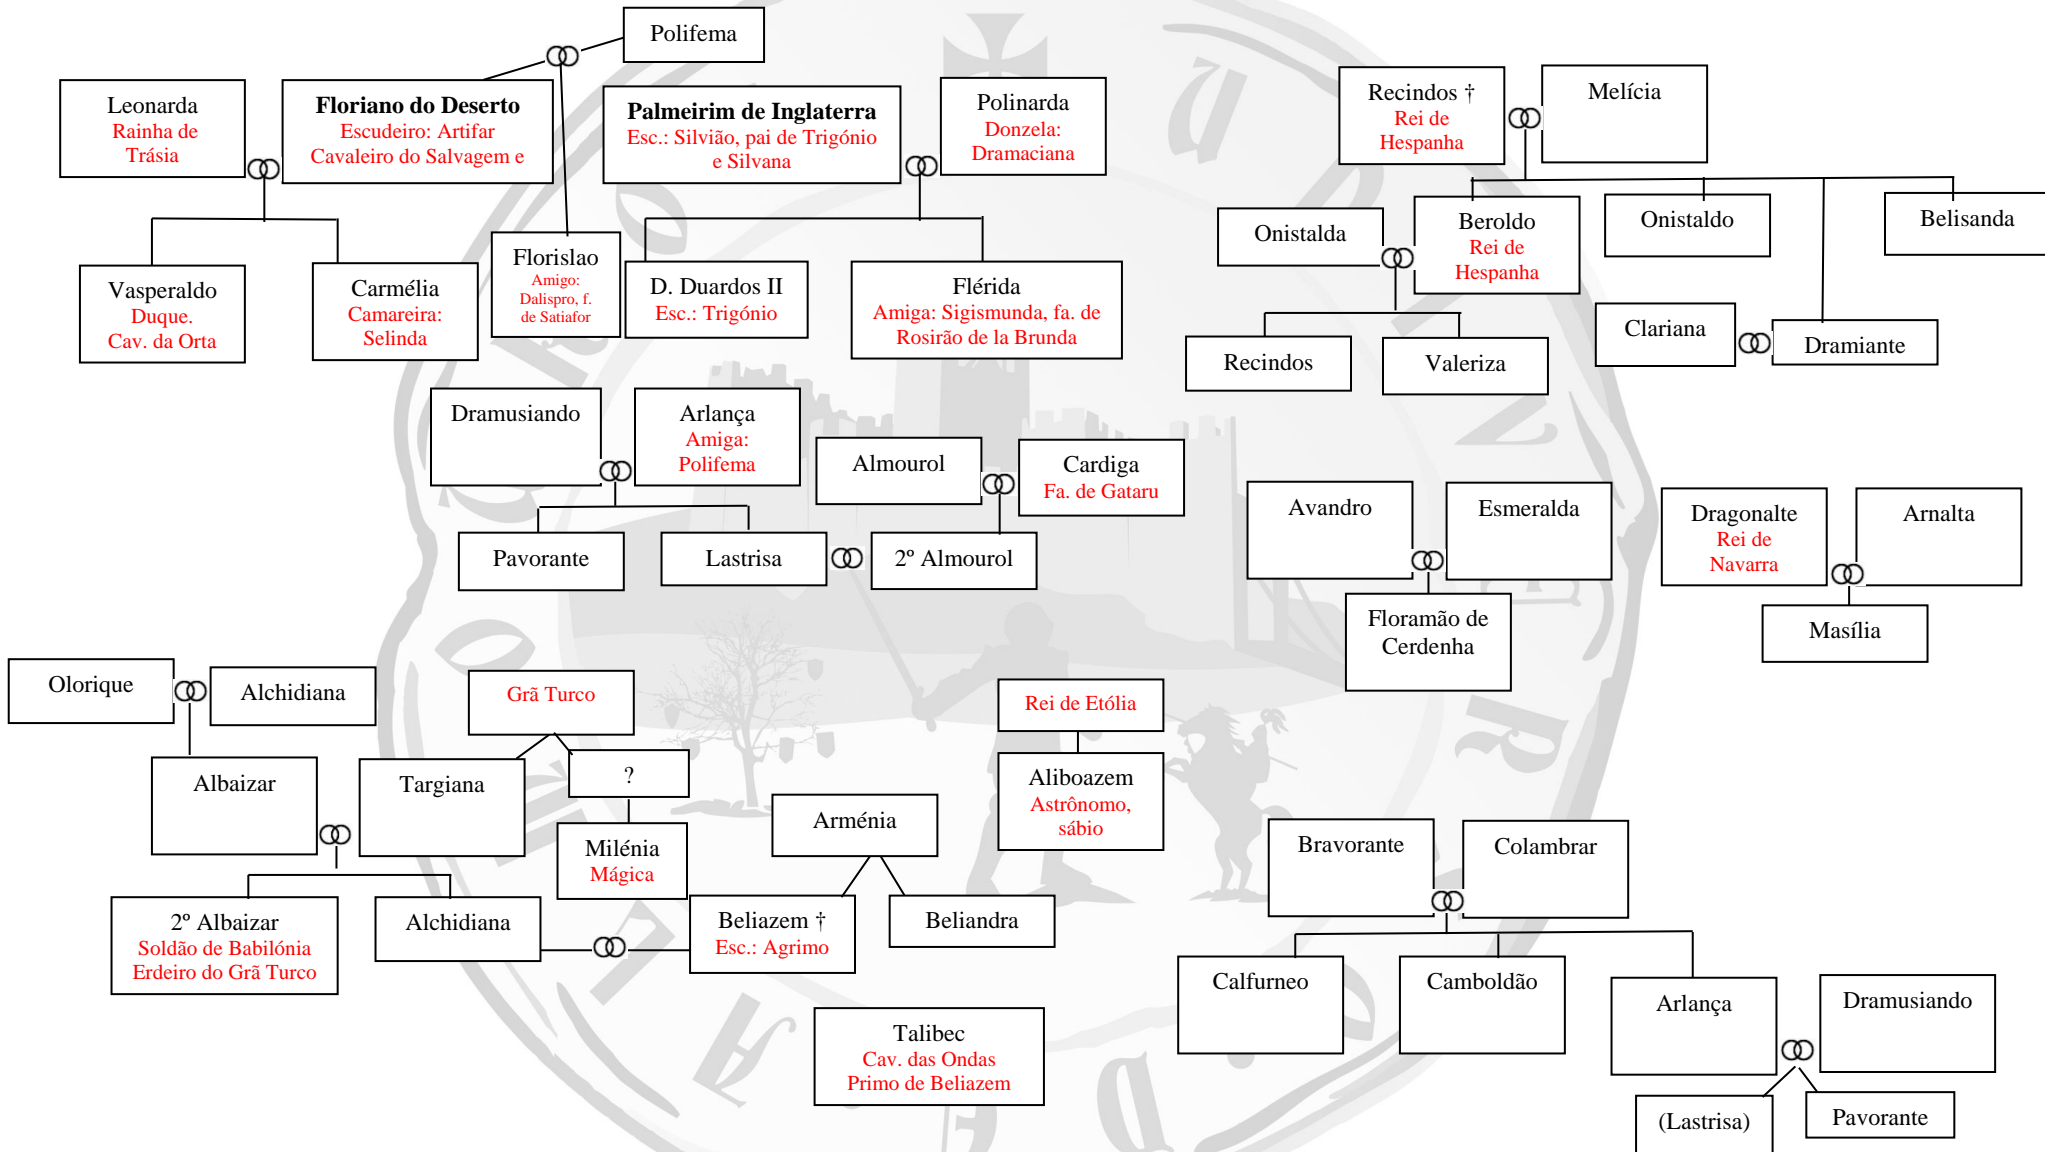 Polifema
Leonarda
Rainha de
Trásia
Floriano do Deserto
Escudeiro: Artifar
Cavaleiro do Salvagem e
Palmeirim de Inglaterra
Esc.: Silvião, pai de Trigónio
e Silvana
Polinarda
Donzela:
Dramaciana
Recindos †
Rei de
Hespanha
Melícia
Vasperaldo
Duque.
Cav. da Orta
Carmélia
Camareira:
Selinda
Florislao
Amigo:
Dalispro, f.
de Satiafor
D. Duardos II
Esc.: Trigónio
Flérida
Amiga: Sigismunda, fa. de
Rosirão de la Brunda
Onistalda
Beroldo
Rei de
Hespanha
Onistaldo
Belisanda
Recindos
Valeriza
Clariana
Dramiante
Dramusiando
Arlança
Amiga:
Polifema
Almourol
Cardiga
Fa. de Gataru
Pavorante
Lastrisa
2º Almourol
Avandro
Esmeralda
Floramão de
Cerdenha
Dragonalte
Rei de
Navarra
Arnalta
Masília
Olorique
Alchidiana
Grã Turco
Rei de Etólia
Albaizar
Targiana
?
Milénia
Mágica
Arménia
Aliboazem
Astrônomo,
sábio
2º Albaizar
Soldão de Babilónia
Erdeiro do Grã Turco
Alchidiana
Beliazem †
Esc.: Agrimo
Beliandra
Talibec
Cav. das Ondas
Primo de Beliazem
Bravorante
Colambrar
Calfurneo
Camboldão
Arlança
Dramusiando
(Lastrisa)
Pavorante